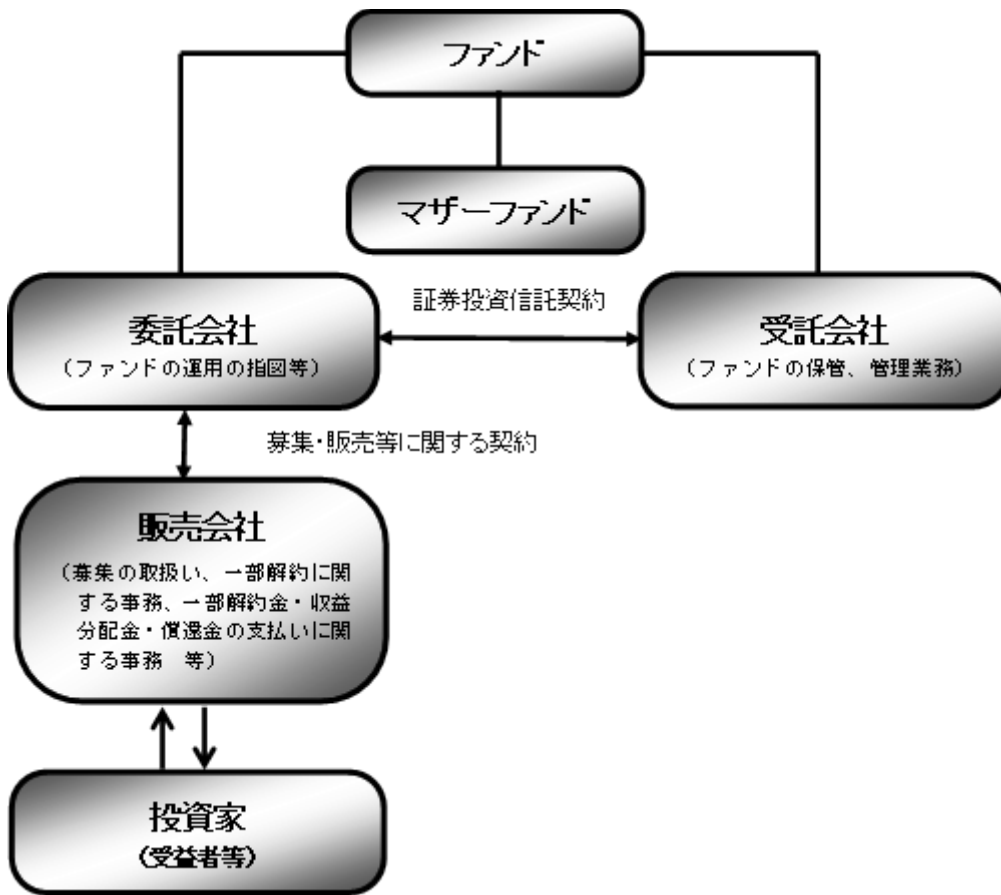 ファンド
マザーファンド
証券投資信託契約
委託会社
(ファンドの運用の指図等)
受託会社
(ファンドの保管、管理業務)
募集・販売等に関する契約
販売会社
(募集の取扱い、一部解約に関
する事務、一部解約金・収益
分配金・償還金の支払いに関
する事務　等)
投資家
(受益者等)